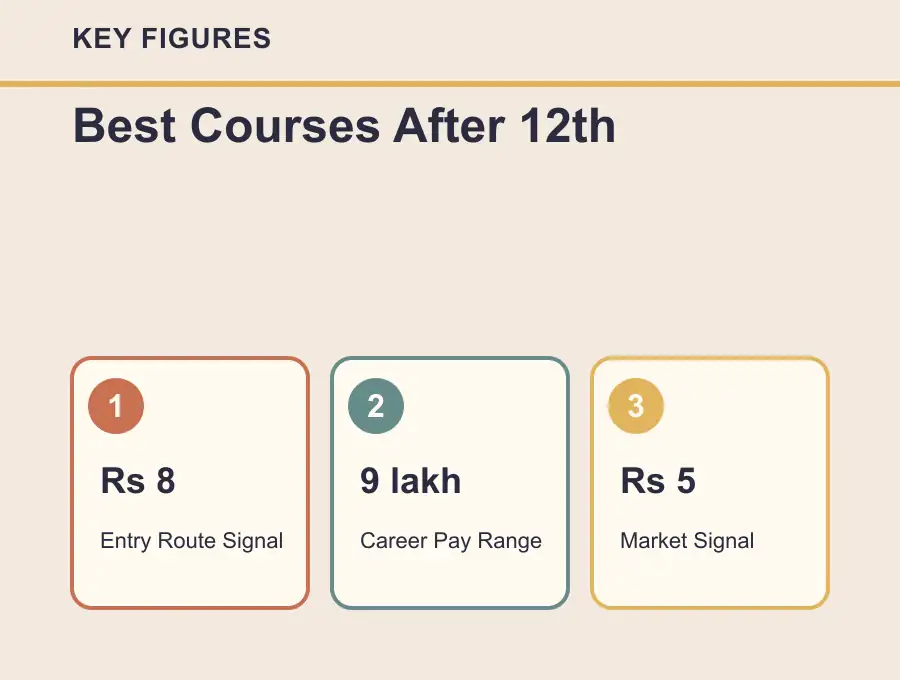 KEY FIGURES
Best Courses After 12th
1
Rs 8
Entry Route Signal
2
9 lakh
Career Pay Range
3
Rs 5
Market Signal